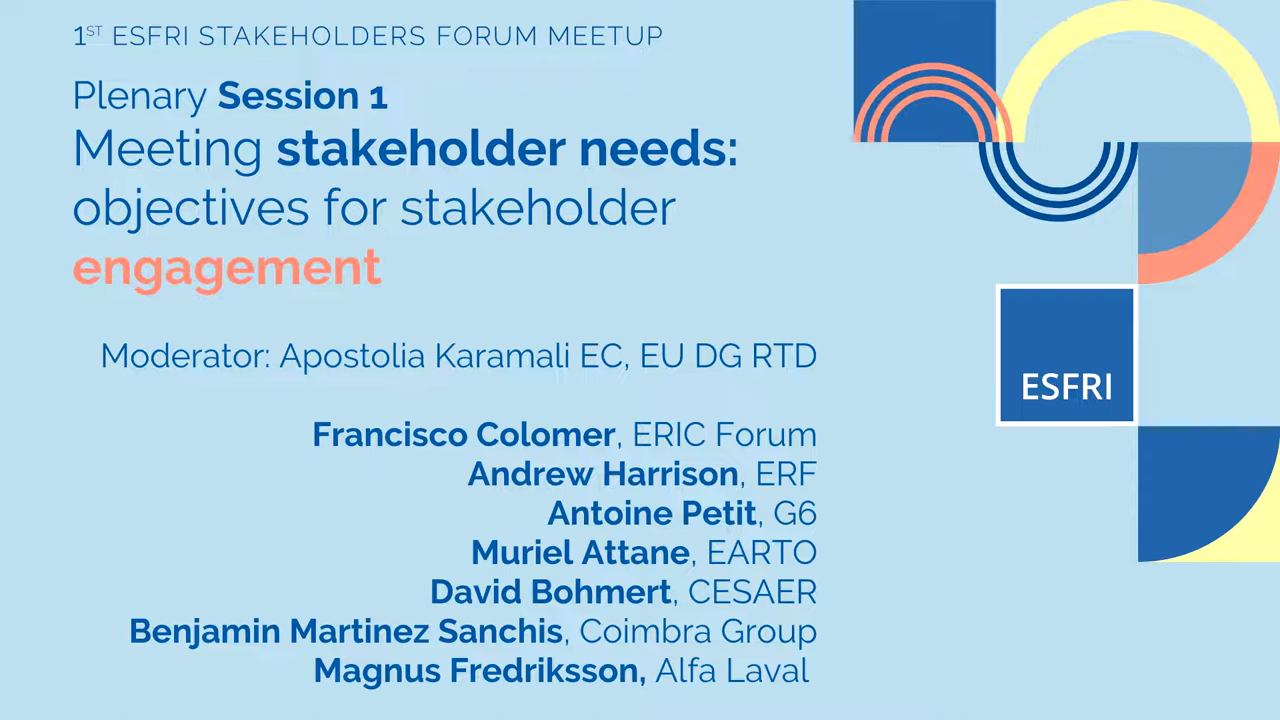 1ST ESFRI STAKEHOLDERS FORUM MEETUP
Plenary Session 1
Meeting stakeholder needs:
objectives for stakeholder
engagement
Moderator: Apostolia Karamali EC, EU DG RTD
Francisco Colomer, ERIC Forum
Andrew Harrison, ERF
Antoine Petit, G6
Muriel Attane, EARTO
David Bohmert, CESAER
Benjamin Martinez Sanchis, Coimbra Group
Magnus Fredriksson, Alfa Laval
ESFRI